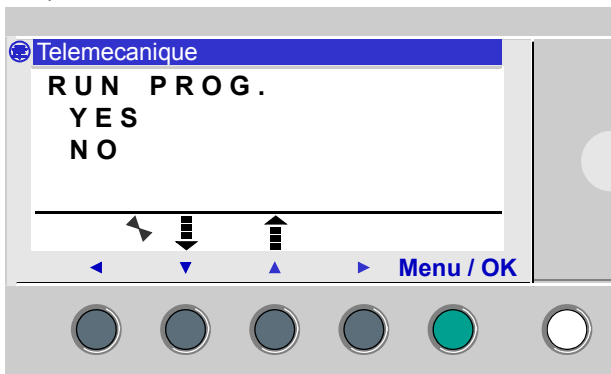 Telemecanique
RUN PROG.
YES
NO
Menu / OK